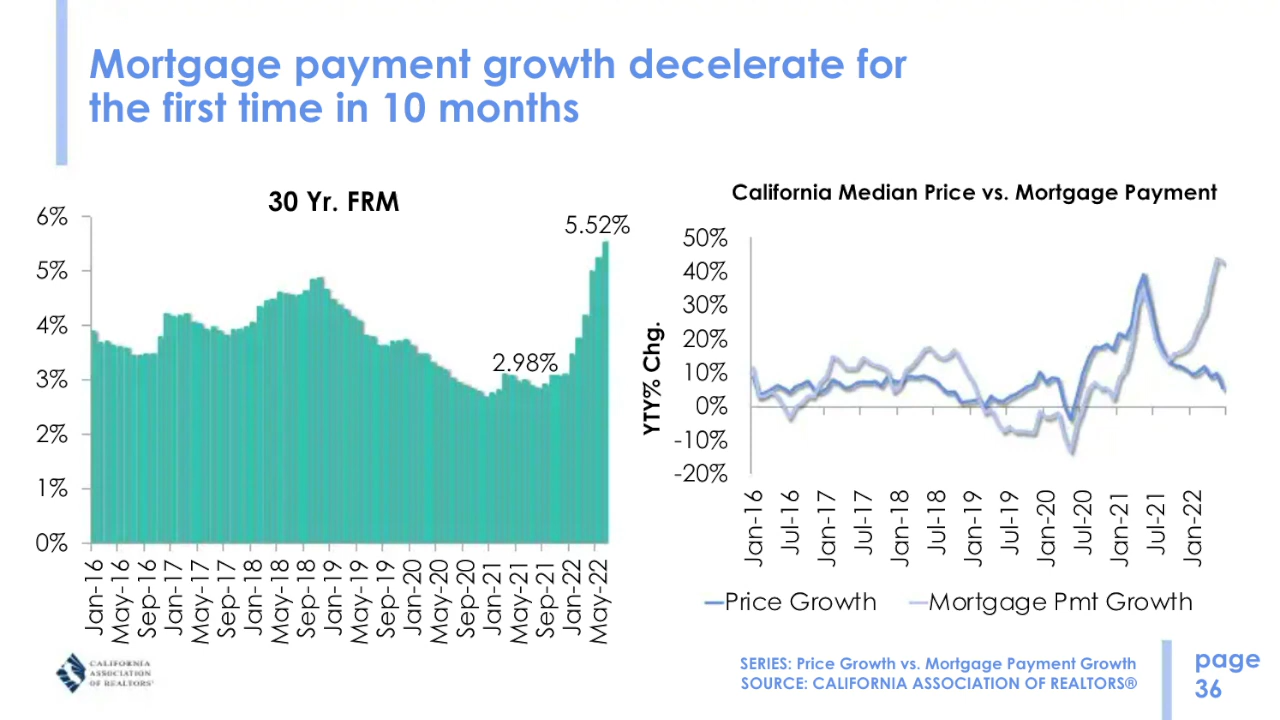 Mortgage payment growth decelerate for
the first time in 10 months
30 Yr. FRM
6%
5%
4%
3%
2%
1%
0%
5.52%
2.98%
Jan-16
May-16
Sep-16
Jan-17
May-17
Sep-17
Jan-18
May-18
Sep-18
Jan-19
May-19
Sep-19
Jan-20
May-20
Sep-20
Jan-21
May-21
Sep-21
Jan-22
May-22
California Median Price vs. Mortgage Payment
YTY% Chg.
50%
40%
30%
20%
10%
0%
-10%
-20%
Jan-16
Jul-16
Jan-17
Jul-17
Jan-18
Jul-18
Jan-19
Jul-19
Jan-20
Jul-20
Jan-21
Jul-21
Jan-22
Price Growth
Mortgage Pmt Growth
CALIFORNIA
ASSOCIATION
OF REALTORS®
SERIES: Price Growth vs. Mortgage Payment Growth
SOURCE: CALIFORNIA ASSOCIATION OF REALTORS®
page
36